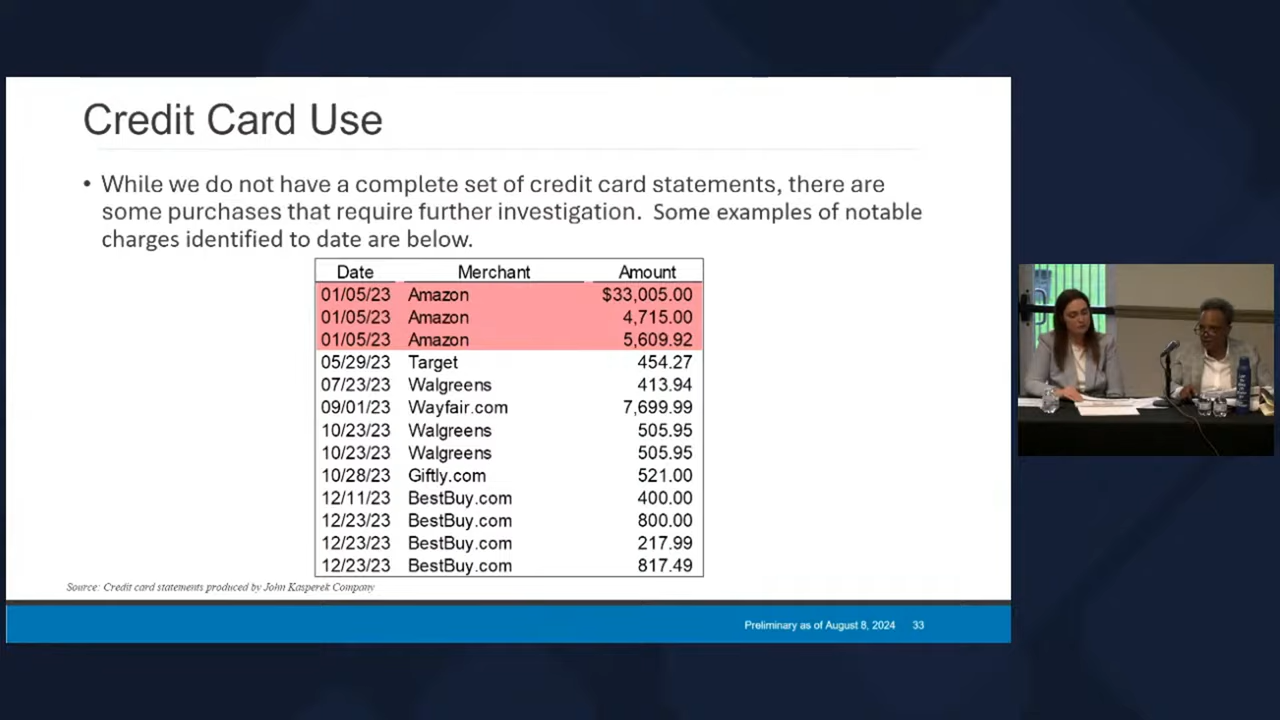 Credit Card Use
• While we do not have a complete set of credit card statements, there are
some purchases that require further investigation.  Some examples of notable
charges identified to date are below.
Date Merchant Amount
01/05/23 Amazon $33,005.00
01/05/23 Amazon 4,715.00
01/05/23 Amazon 5,609.92
05/29/23 Target 454.27
07/23/23 Walgreens 413.94
09/01/23 Wayfair.com 7,699.99
10/23/23 Walgreens 505.95
10/23/23 Walgreens 505.95
10/28/23 Giftly.com 521.00
12/11/23 BestBuy.com 400.00
12/23/23 BestBuy.com 800.00
12/23/23 BestBuy.com 217.99
12/23/23 BestBuy.com 817.49
Source: Credit card statements produced by John Kasperek Company
Preliminary as of August 8, 2024 33